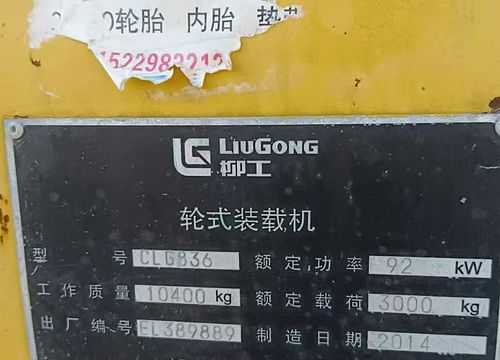 0轮胎 内胎 垫
LIUGONG
柳工
轮式装载机
型号 CLG836 额定功率 92 kW
工作质量 10400 kg 额定载荷 3000 kg
出厂编号 EL389889 制造日期 2014